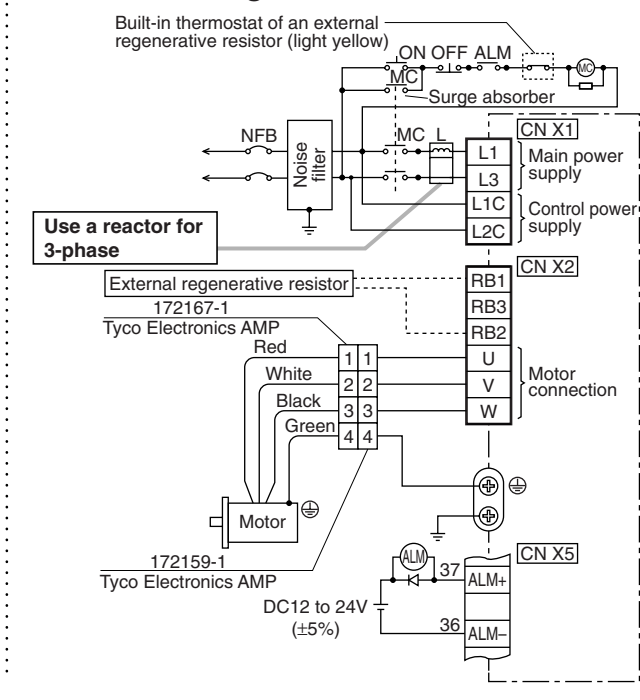 Built-in thermostat of an external
regenerative resistor (light yellow)
ON OFF ALM
MC
MC
Surge absorber
NFB
Noise
filter
MC L
CN X1
L1
L3
Main power
supply
L1C
L2C
Control power
supply
Use a reactor for
3-phase
CN X2
External regenerative resistor
RB1
RB3
RB2
172167-1
Tyco Electronics AMP
Red
1 1
U
White
2 2
V
Black
3 3
W
Green
4 4
Motor
connection
Motor
172159-1
Tyco Electronics AMP
CN X5
ALM
37
ALM+
DC12 to 24V
(±5%)
36
ALM–